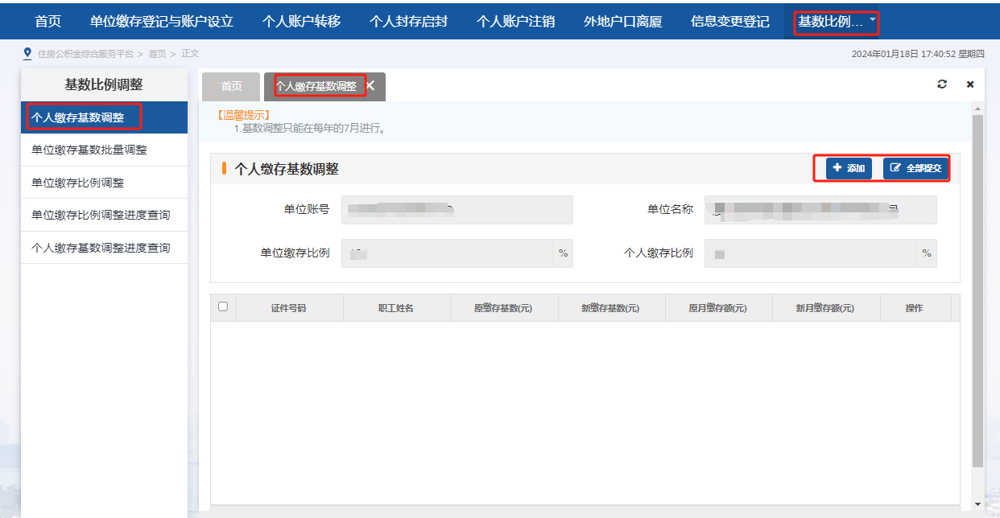 首页 单位缴存登记与账户设立 个人账户转移 个人封存启封 个人账户注销 外地户口离厦 信息变更登记 基数比例...
住房公积金综合服务平台 > 首页 > 正文 2024年01月18日 17:40:52 星期四
基数比例调整
个人缴存基数调整
单位缴存基数批量调整
单位缴存比例调整
单位缴存比例调整进度查询
个人缴存基数调整进度查询
首页 个人缴存基数调整
【温馨提示】
1.基数调整只能在每年的7月进行。
个人缴存基数调整 添加 全部提交
单位账号 单位名称
单位缴存比例 % 个人缴存比例 %
证件号码 职工姓名 原缴存基数(元) 新缴存基数(元) 原月缴存额(元) 新月缴存额(元) 操作